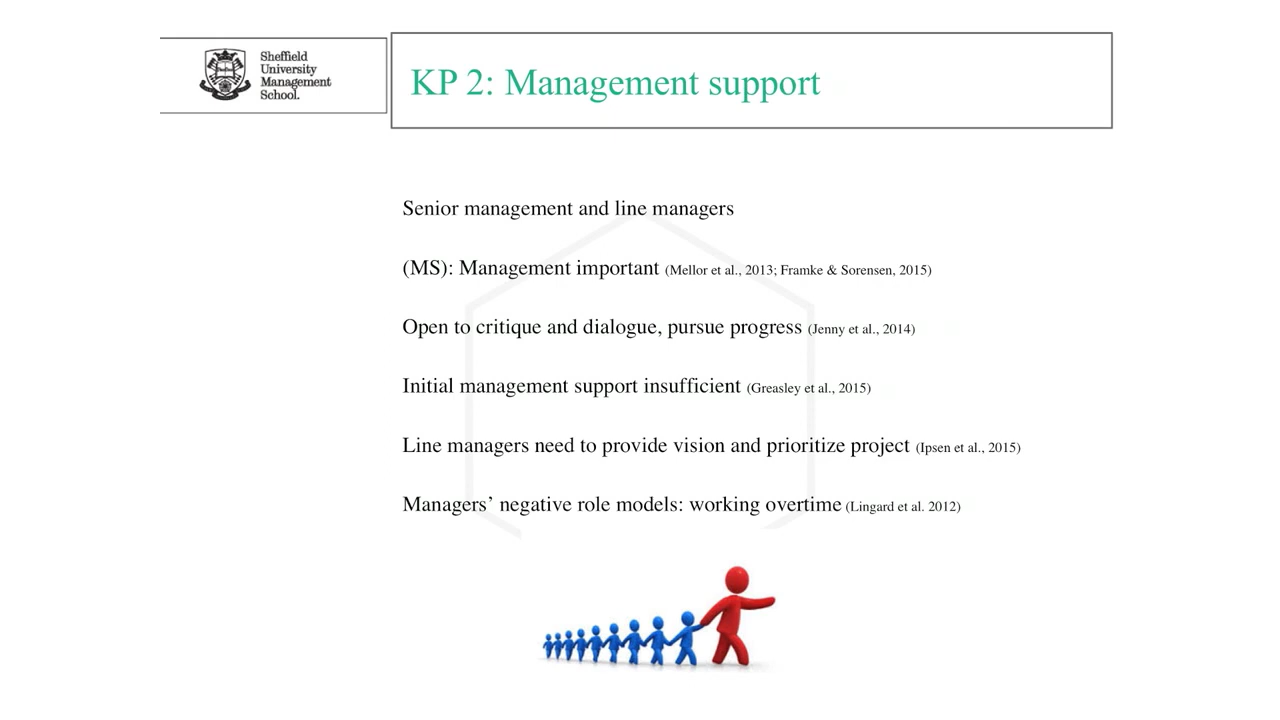 Sheffield
University
Management
School.
KP 2: Management support
Senior management and line managers
(MS): Management important (Mellor et al., 2013; Framke & Sorensen, 2015)
Open to critique and dialogue, pursue progress (Jenny et al., 2014)
Initial management support insufficient (Greasley et al., 2015)
Line managers need to provide vision and prioritize project (Ipsen et al., 2015)
Managers’ negative role models: working overtime (Lingard et al. 2012)